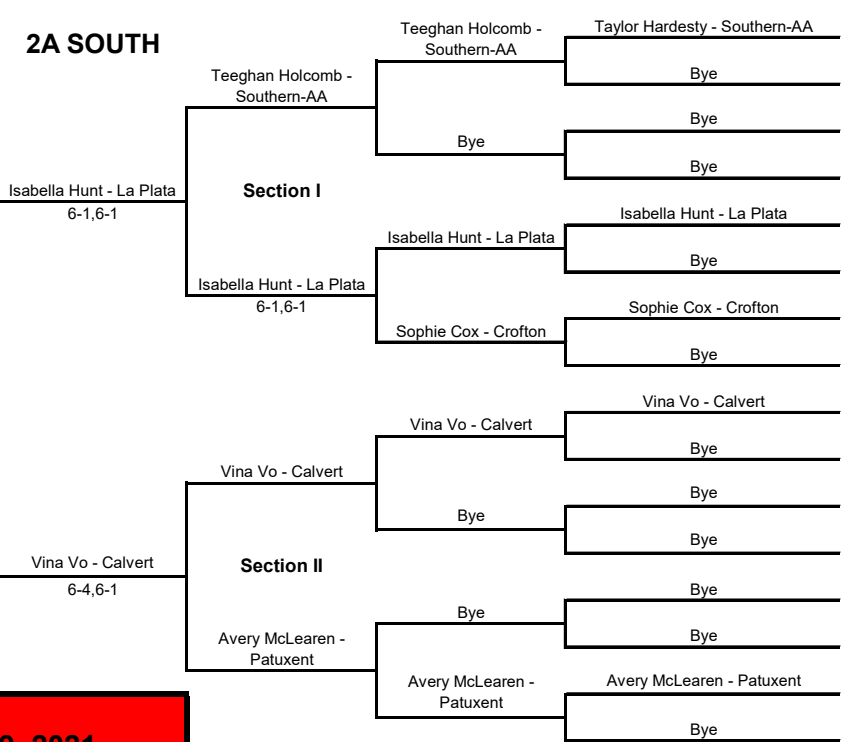 2A SOUTH
Teeghan Holcomb -
Southern-AA
Taylor Hardesty - Southern-AA
Bye
Teeghan Holcomb -
Southern-AA
Bye
Bye
Bye
Isabella Hunt - La Plata
6-1,6-1
Section I
Isabella Hunt - La Plata
Isabella Hunt - La Plata
Bye
Isabella Hunt - La Plata
6-1,6-1
Sophie Cox - Crofton
Sophie Cox - Crofton
Bye
Vina Vo - Calvert
Vina Vo - Calvert
Bye
Vina Vo - Calvert
Bye
Bye
Bye
Vina Vo - Calvert
6-4,6-1
Section II
Bye
Bye
Bye
Avery McLearen -
Patuxent
Avery McLearen -
Patuxent
Avery McLearen - Patuxent
Bye
2021